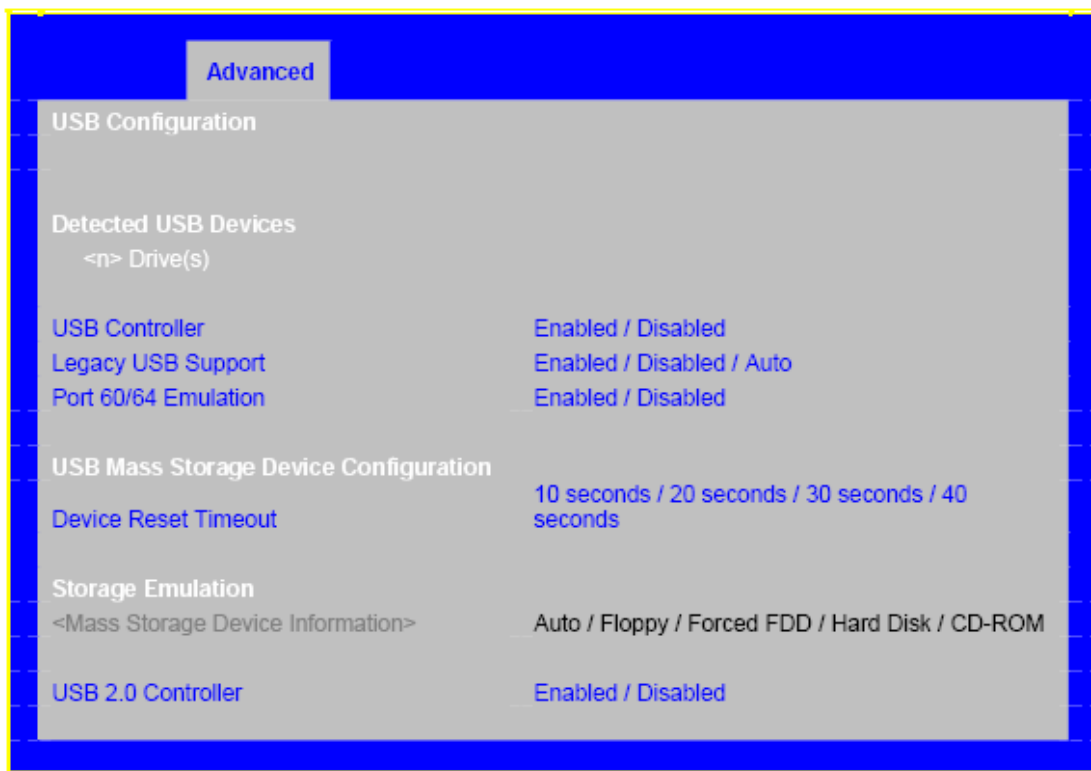 Advanced
USB Configuration
Detected USB Devices
<n> Drive(s)
USB Controller Enabled / Disabled
Legacy USB Support Enabled / Disabled / Auto
Port 60/64 Emulation Enabled / Disabled
USB Mass Storage Device Configuration
Device Reset Timeout 10 seconds / 20 seconds / 30 seconds / 40
seconds
Storage Emulation
<Mass Storage Device Information> Auto / Floppy / Forced FDD / Hard Disk / CD-ROM
USB 2.0 Controller Enabled / Disabled